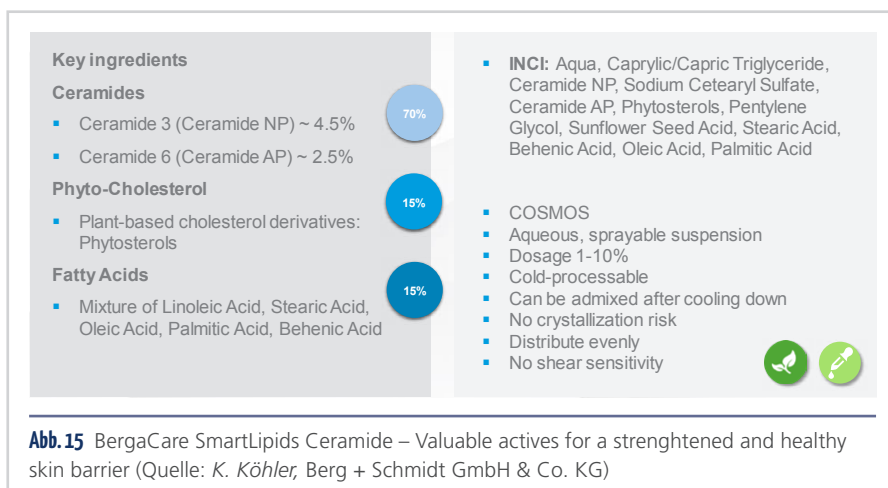 Key ingredients
Ceramides
▪ Ceramide 3 (Ceramide NP) ~ 4.5%
▪ Ceramide 6 (Ceramide AP) ~ 2.5%
70%
Phyto-Cholesterol
▪ Plant-based cholesterol derivatives:
Phytosterols
15%
Fatty Acids
▪ Mixture of Linoleic Acid, Stearic Acid,
Oleic Acid, Palmitic Acid, Behenic Acid
15%
▪ INCI: Aqua, Caprylic/Capric Triglyceride,
Ceramide NP, Sodium Cetearyl Sulfate,
Ceramide AP, Phytosterols, Pentylene
Glycol, Sunflower Seed Acid, Stearic Acid,
Behenic Acid, Oleic Acid, Palmitic Acid
▪ COSMOS
▪ Aqueous, sprayable suspension
▪ Dosage 1-10%
▪ Cold-processable
▪ Can be admixed after cooling down
▪ No crystallization risk
▪ Distribute evenly
▪ No shear sensitivity
Abb. 15 BergaCare SmartLipids Ceramide – Valuable actives for a strenghtened and healthy
skin barrier (Quelle: K. Köhler, Berg + Schmidt GmbH & Co. KG)